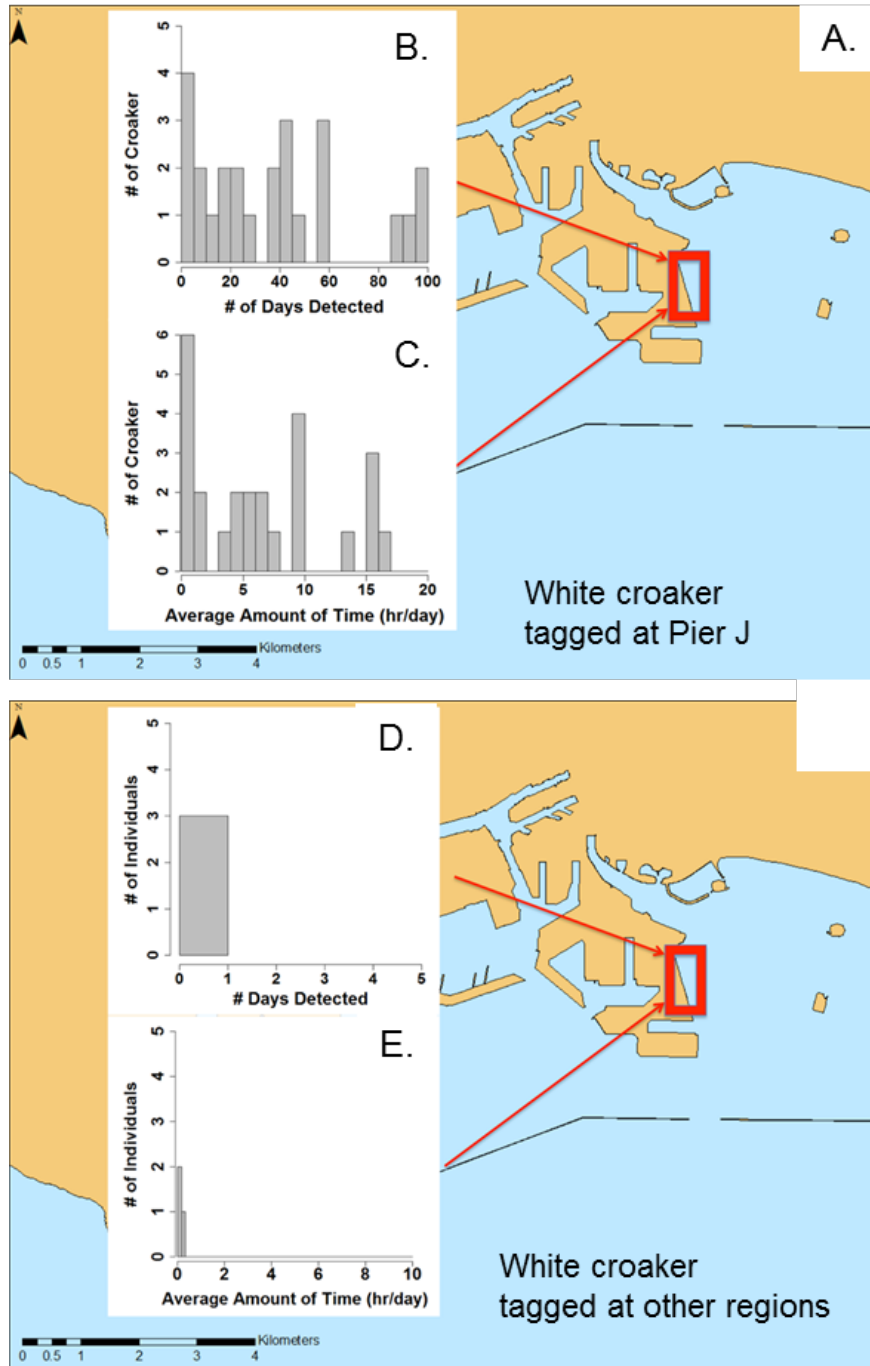 N
A.
B.
# of Croaker
5
4
3
2
1
0
0 20 40 60 80 100
# of Days Detected
C.
# of Croaker
6
5
4
3
2
1
0
0 5 10 15 20
Average Amount of Time (hr/day)
White croaker
tagged at Pier J
Kilometers
0 0.5 1 2 3 4
N
D.
# of Individuals
5
4
3
2
1
0
0 1 2 3 4 5
# Days Detected
E.
# of Individuals
5
4
3
2
1
0
0 2 4 6 8 10
Average Amount of Time (hr/day)
White croaker
tagged at other regions
Kilometers
0 0.5 1 2 3 4